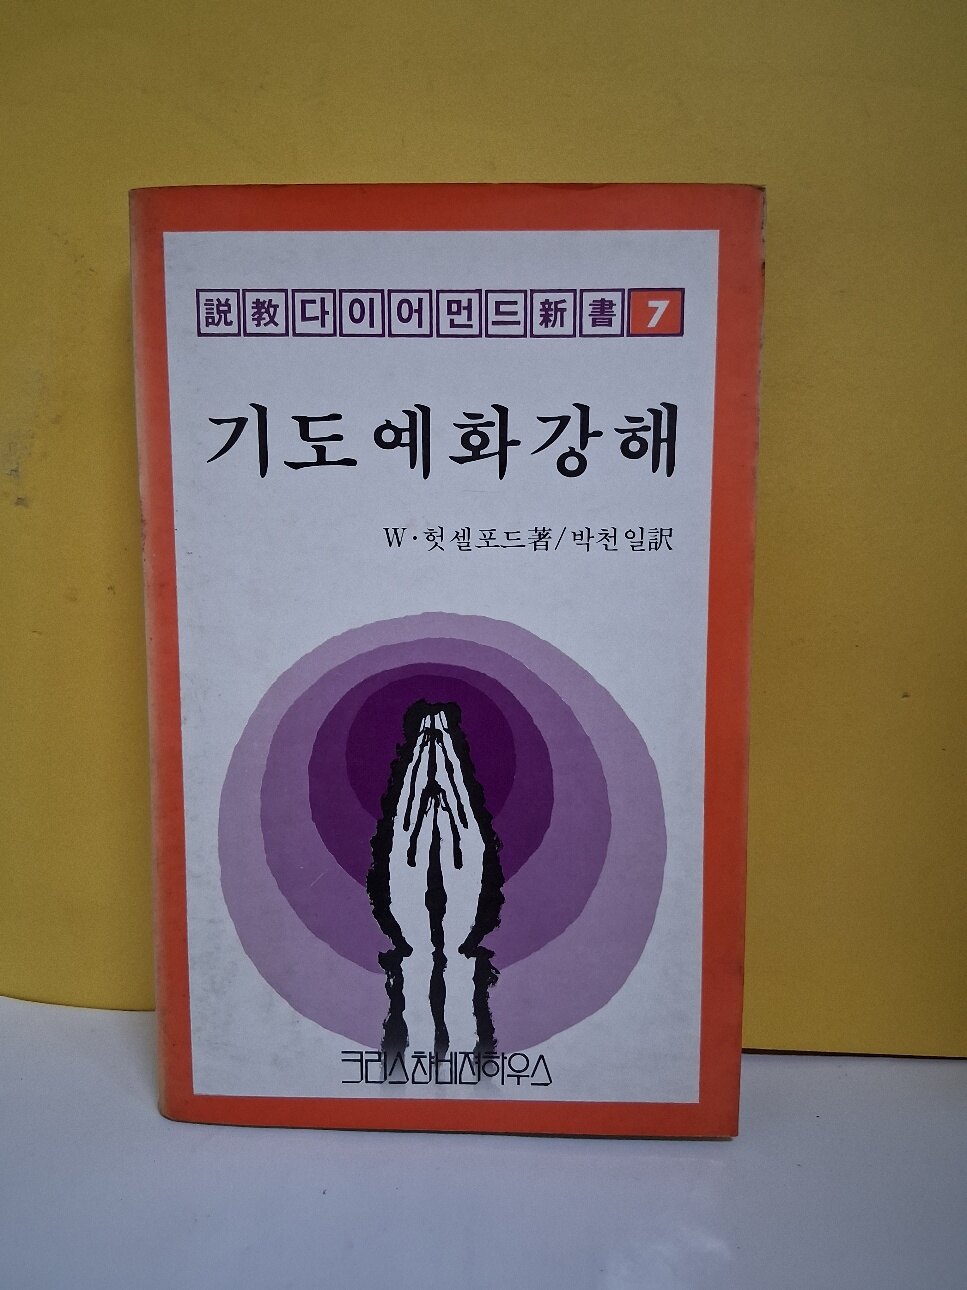 説教다이어먼드新書 7
기도예화강해
W·헛셀포드著/박천일訳
크리스챤비젼하우스